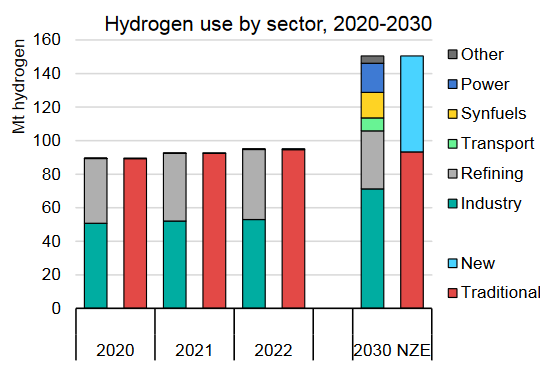 Hydrogen use by sector, 2020-2030
Mt hydrogen
160
140
120
100
80
60
40
20
0
2020 2021 2022 2030 NZE
Other
Power
Synfuels
Transport
Refining
Industry
New
Traditional